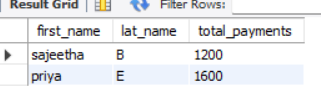 Result Grid Filter Rows:
first_name lat_name total_payments
sajeetha B 1200
priya E 1600